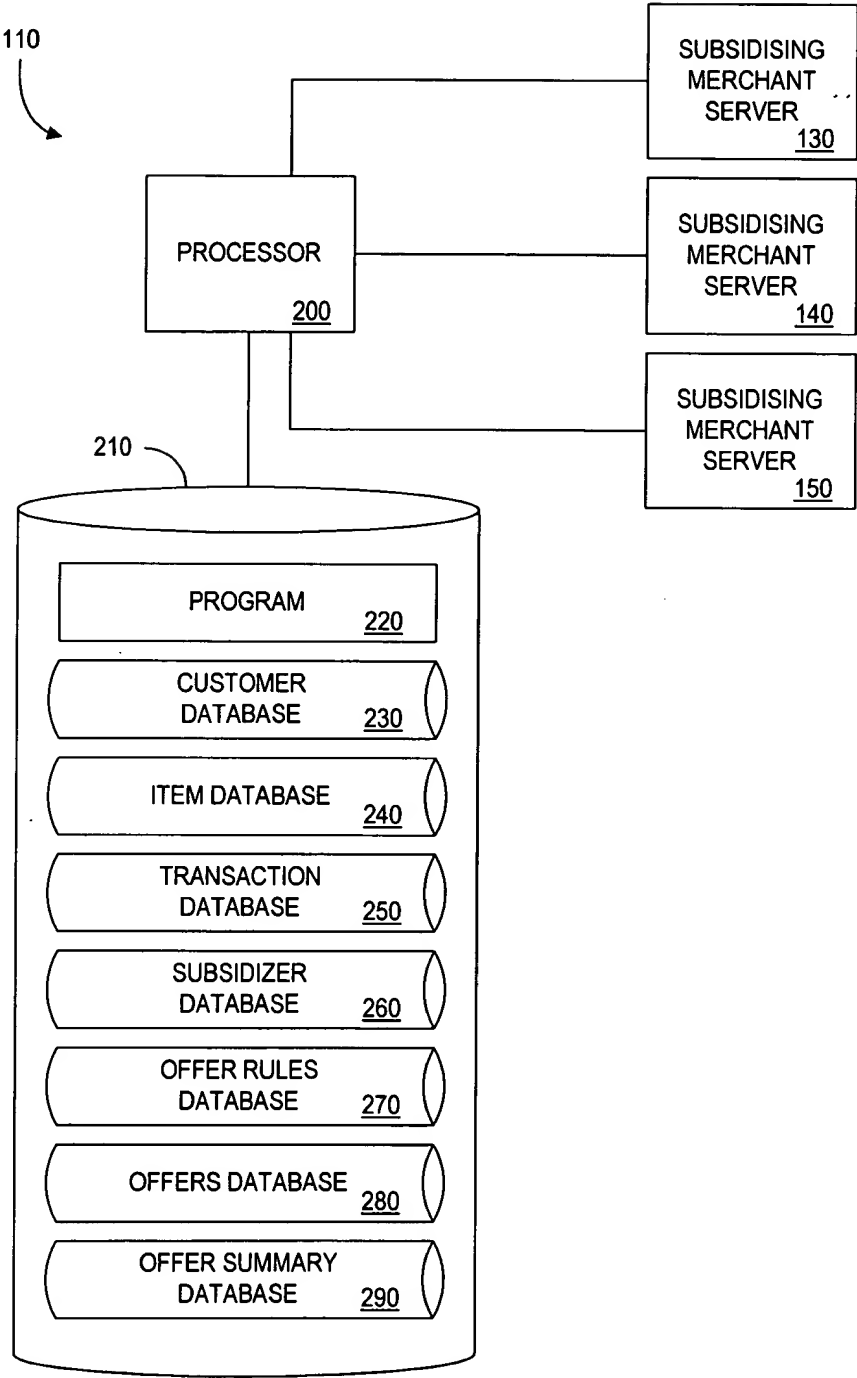 110
SUBSIDISING
MERCHANT
SERVER
130
PROCESSOR
200
SUBSIDISING
MERCHANT
SERVER
140
SUBSIDISING
MERCHANT
SERVER
150
210
PROGRAM
220
CUSTOMER
DATABASE
230
ITEM DATABASE
240
TRANSACTION
DATABASE
250
SUBSIDIZER
DATABASE
260
OFFER RULES
DATABASE
270
OFFERS DATABASE
280
OFFER SUMMARY
DATABASE
290